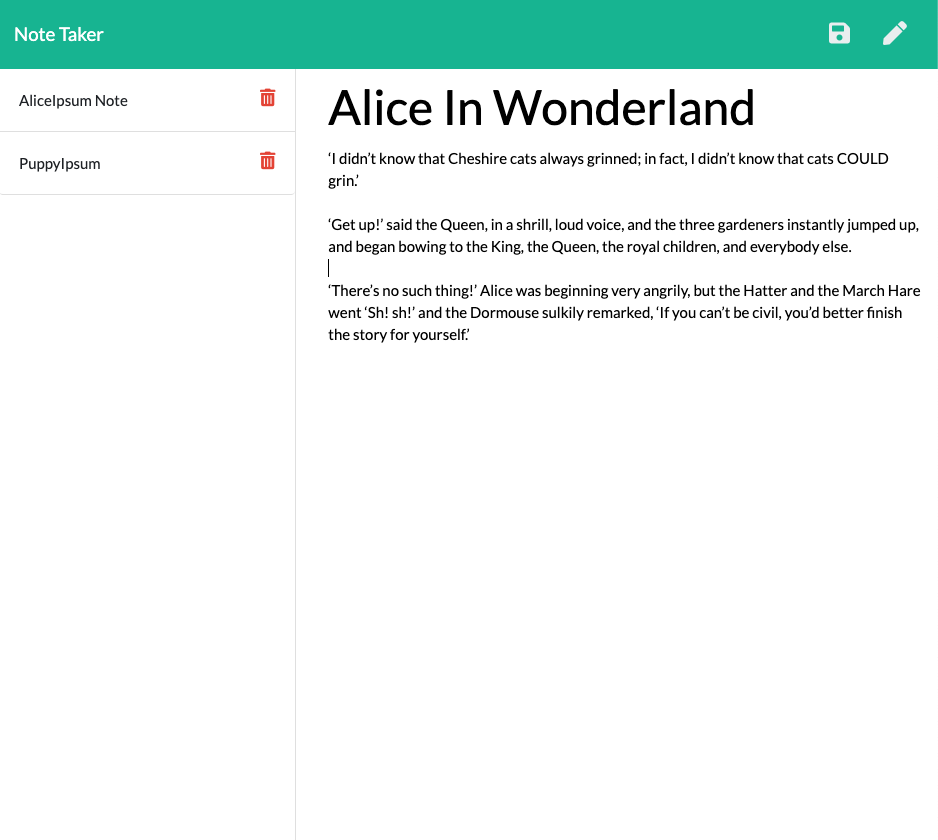 Note Taker
AliceIpsum Note
PuppyIpsum
Alice In Wonderland
‘I didn’t know that Cheshire cats always grinned; in fact, I didn’t know that cats COULD
grin.’
‘Get up!’ said the Queen, in a shrill, loud voice, and the three gardeners instantly jumped up,
and began bowing to the King, the Queen, the royal children, and everybody else.
‘There’s no such thing!’ Alice was beginning very angrily, but the Hatter and the March Hare
went ‘Sh! sh!’ and the Dormouse sulkily remarked, ‘If you can’t be civil, you’d better finish
the story for yourself.’